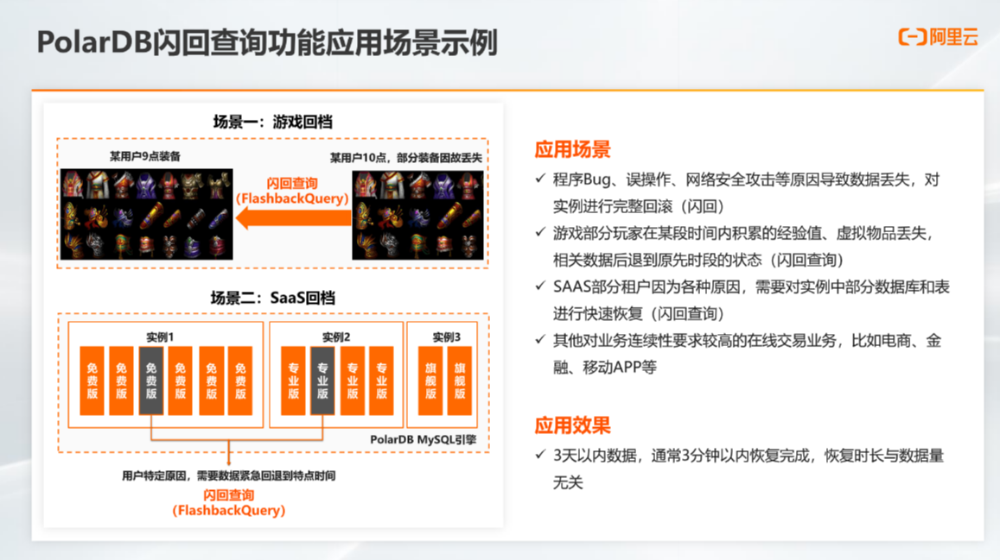 PolarDB闪回查询功能应用场景示例
阿里云
场景一：游戏回档
某用户9点装备
某用户10点，部分装备因故丢失
闪回查询
(FlashbackQuery)
场景二：SaaS回档
实例1
免费版
免费版
免费版
免费版
免费版
免费版
实例2
专业版
专业版
专业版
专业版
实例3
旗舰版
旗舰版
PolarDB MySQL引擎
用户特定原因，需要数据紧急回退到特点时间
闪回查询
（FlashbackQuery）
应用场景
✓ 程序Bug、误操作、网络安全攻击等原因导致数据丢失，对
实例进行完整回滚（闪回）
✓ 游戏部分玩家在某段时间内积累的经验值、虚拟物品丢失，
相关数据后退到原先时段的状态（闪回查询）
✓ SAAS部分租户因为各种原因，需要对实例中部分数据库和表
进行快速恢复（闪回查询）
✓ 其他对业务连续性要求较高的在线交易业务，比如电商、金
融、移动APP等
应用效果
✓ 3天以内数据，通常3分钟以内恢复完成，恢复时长与数据量
无关